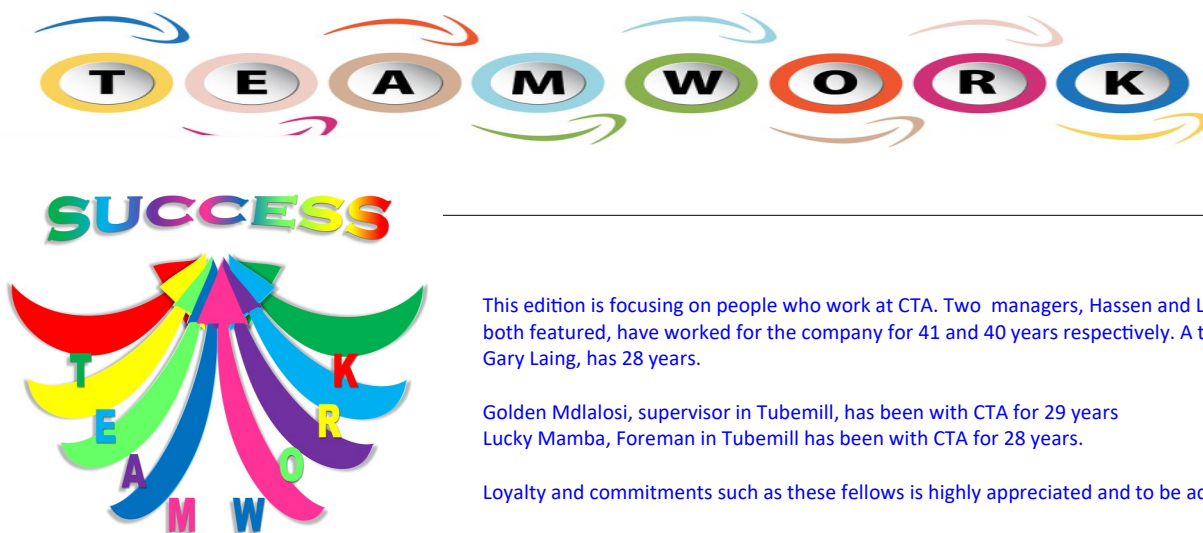 TEAMWORK
SUCCESS
TEAMWORK
This edition is focusing on people who work at CTA. Two managers, Hassen and
both featured, have worked for the company for 41 and 40 years respectively. A
Gary Laing, has 28 years.
Golden Mdlalosi, supervisor in Tubemill, has been with CTA for 29 years
Lucky Mamba, Foreman in Tubemill has been with CTA for 28 years.
Loyalty and commitments such as these fellows is highly appreciated and to be